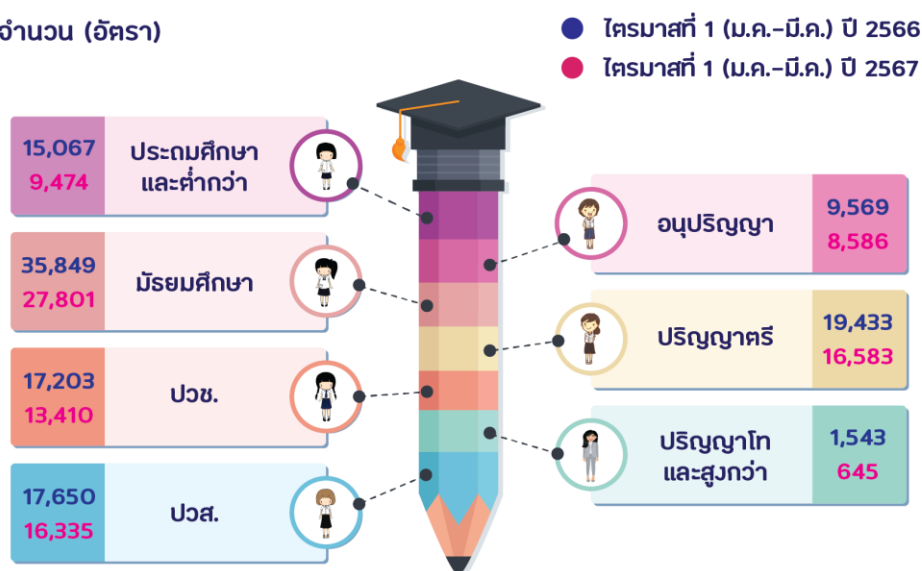 จำนวน (อัตรา)
ไตรมาสที่ 1 (ม.ค.-มี.ค.) ปี 2566
ไตรมาสที่ 1 (ม.ค.-มี.ค.) ปี 2567
15,067
9,474
ประถมศึกษา
และต่ำกว่า
35,849
27,801
มัธยมศึกษา
17,203
13,410
ปวช.
17,650
16,335
ปวส.
อนุปริญญา
9,569
8,586
ปริญญาตรี
19,433
16,583
ปริญญาโท
และสูงกว่า
1,543
645